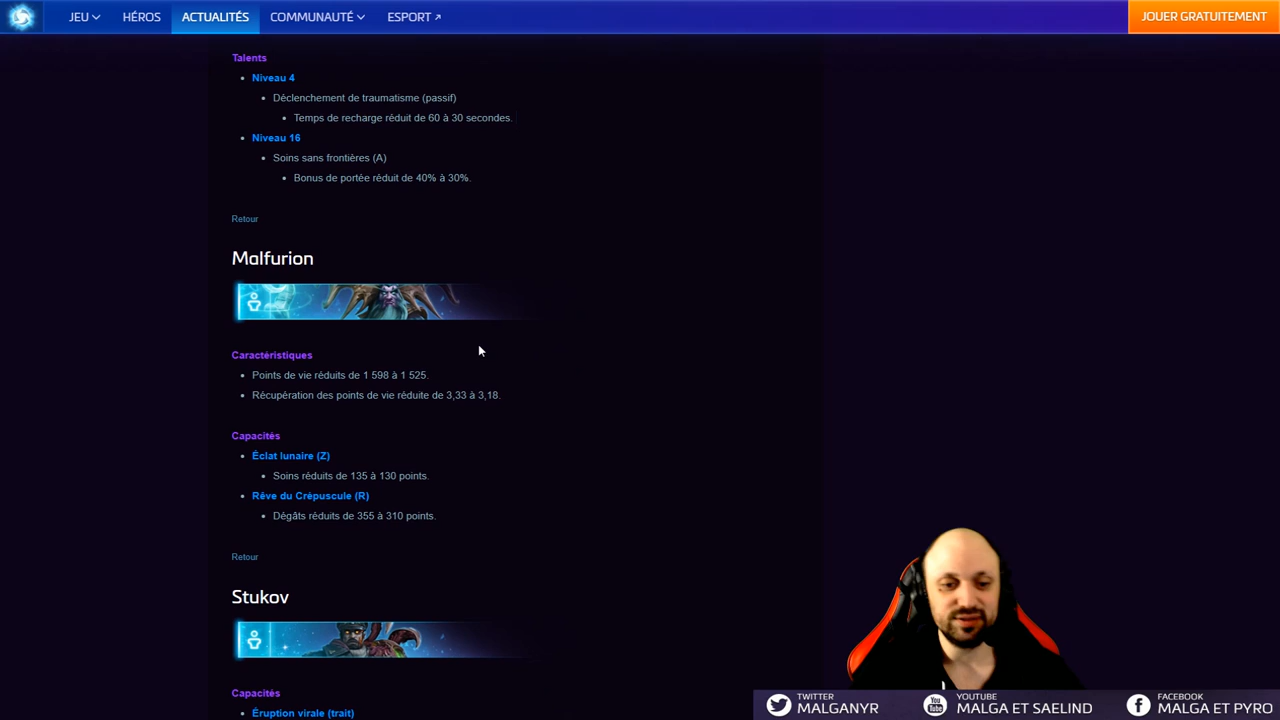 JEU
HÉROS
ACTUALITÉS
COMMUNAUTÉ
ESPORT
JOUER GRATUITEMENT
Talents
Niveau 4
Déclenchement de traumatisme (passif)
Temps de recharge réduit de 60 à 30 secondes.
Niveau 16
Soins sans frontières (A)
Bonus de portée réduit de 40% à 30%.
Retour
Malfurion
Caractéristiques
Points de vie réduits de 1 598 à 1 525.
Récupération des points de vie réduite de 3,33 à 3,18.
Capacités
Éclat lunaire (Z)
Soins réduits de 135 à 130 points.
Rêve du Crépuscule (R)
Dégâts réduits de 355 à 310 points.
Retour
Stukov
Capacités
Éruption virale (trait)
TWITTER
MALGANYR
YOUTUBE
MALGA ET SAELIND
FACEBOOK
MALGA ET PYRO